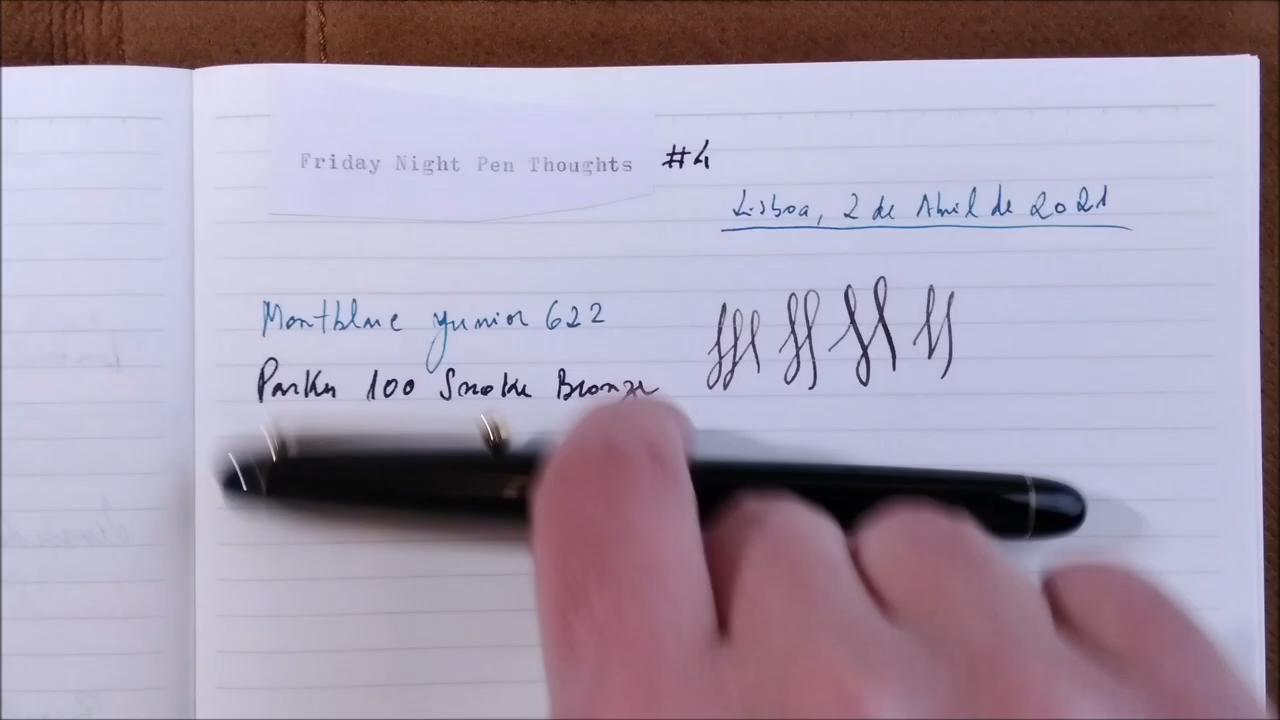 Friday Night Pen Thoughts #4
Lisboa, 2 de Abril de 2021
Montblanc Junior 622
Parker 100 Smoke Bronze